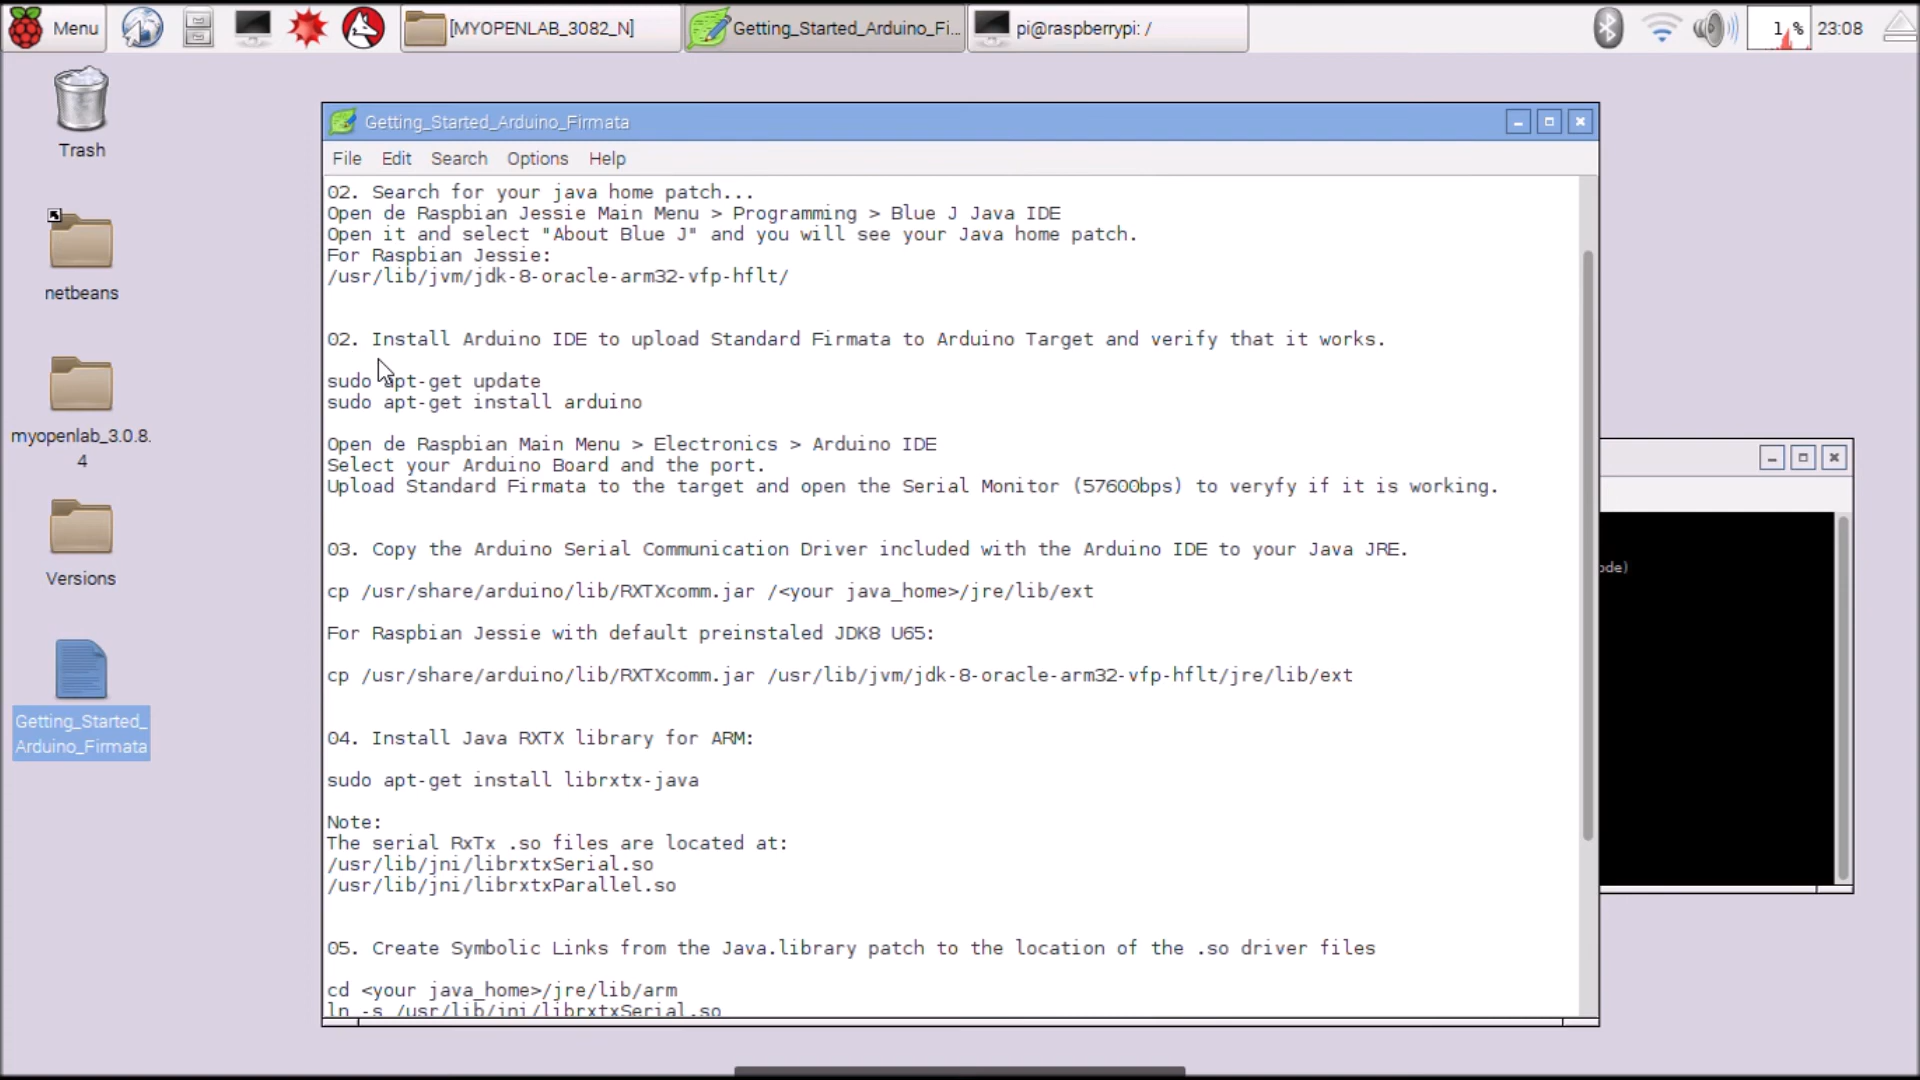 Menu
[MYOPENLAB_3082_N]
Getting_Started_Arduino_Fi...
pi@raspberrypi: /
1 %
23:08
Trash
netbeans
myopenlab_3.0.8.
4
Versions
Getting_Started_
Arduino_Firmata
Getting_Started_Arduino_Firmata
File Edit Search Options Help
02. Search for your java home patch...
Open de Raspbian Jessie Main Menu > Programming > Blue J Java IDE
Open it and select "About Blue J" and you will see your Java home patch.
For Raspbian Jessie:
/usr/lib/jvm/jdk-8-oracle-arm32-vfp-hflt/
02. Install Arduino IDE to upload Standard Firmata to Arduino Target and verify that it works.
sudo apt-get update
sudo apt-get install arduino
Open de Raspbian Main Menu > Electronics > Arduino IDE
Select your Arduino Board and the port.
Upload Standard Firmata to the target and open the Serial Monitor (57600bps) to veryfy if it is working.
03. Copy the Arduino Serial Communication Driver included with the Arduino IDE to your Java JRE.
cp /usr/share/arduino/lib/RXTXcomm.jar /<your java_home>/jre/lib/ext
For Raspbian Jessie with default preinstaled JDK8 U65:
cp /usr/share/arduino/lib/RXTXcomm.jar /usr/lib/jvm/jdk-8-oracle-arm32-vfp-hflt/jre/lib/ext
04. Install Java RXTX library for ARM:
sudo apt-get install librxtx-java
Note:
The serial RxTx .so files are located at:
/usr/lib/jni/librxtxSerial.so
/usr/lib/jni/librxtxParallel.so
05. Create Symbolic Links from the Java.library patch to the location of the .so driver files
cd <your java_home>/jre/lib/arm
ln -s /usr/lib/jni/librxtxSerial.so
ode)